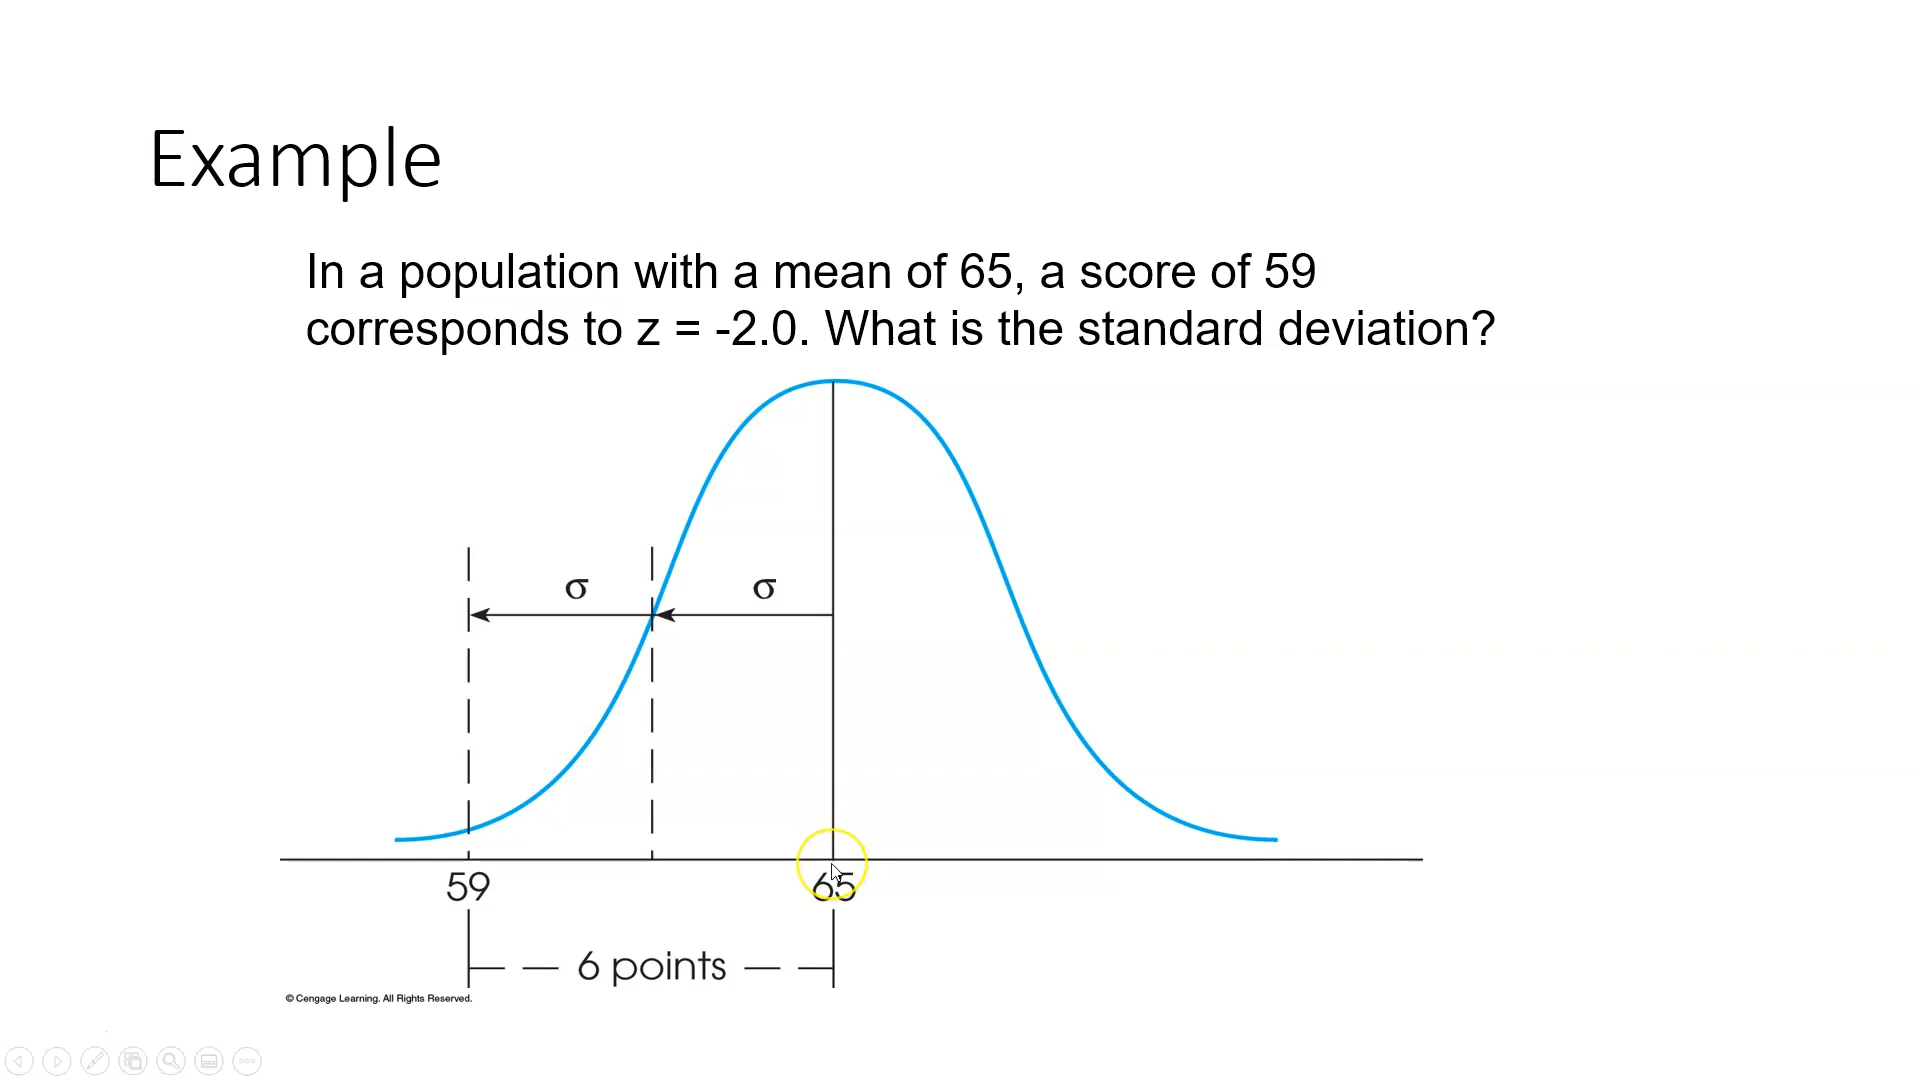 Example
In a population with a mean of 65, a score of 59
corresponds to z = -2.0. What is the standard deviation?
σ σ
59 65
6 points
© Cengage Learning. All Rights Reserved.